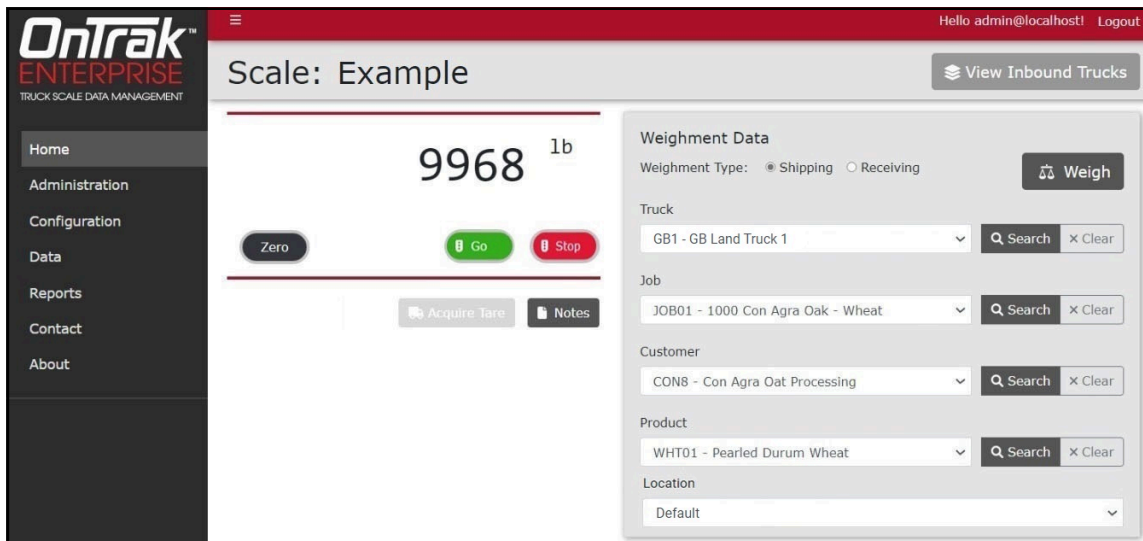 OnTrak™
ENTERPRISE
TRUCK SCALE DATA MANAGEMENT
Home
Administration
Configuration
Data
Reports
Contact
About
Hello admin@localhost! Logout
Scale: Example
View Inbound Trucks
9968 lb
Zero
Go
Stop
Acquire Tare
Notes
Weighment Data
Weighment Type: Shipping Receiving
Weigh
Truck
GB1 - GB Land Truck 1
Search
Clear
Job
JOB01 - 1000 Con Agra Oak - Wheat
Search
Clear
Customer
CON8 - Con Agra Oat Processing
Search
Clear
Product
WHT01 - Pearled Durum Wheat
Search
Clear
Location
Default